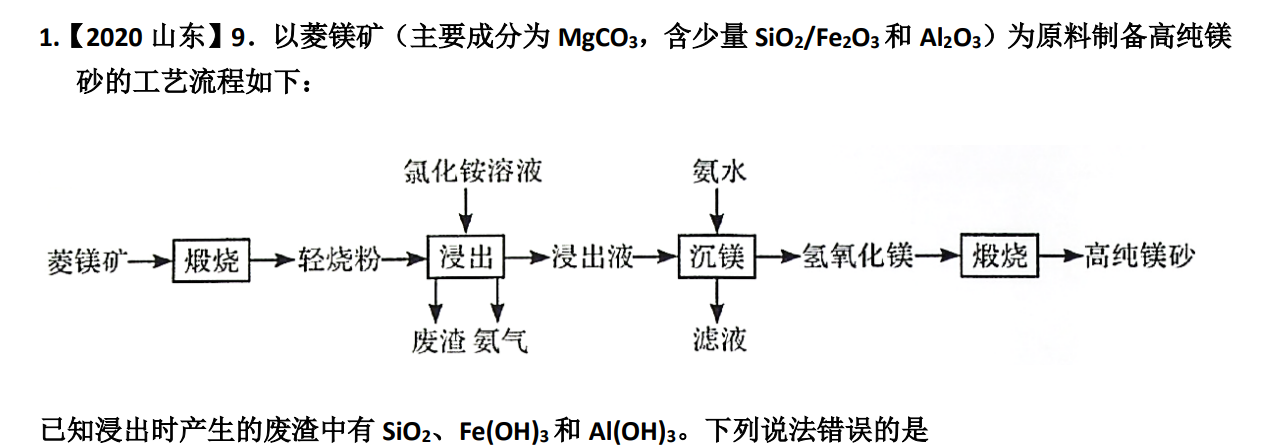 1.【2020 山东】9. 以菱镁矿（主要成分为 MgCO₃，含少量 SiO₂/Fe₂O₃ 和 Al₂O₃）为原料制备高纯镁
砂的工艺流程如下：
氯化铵溶液 氨水
菱镁矿 煅烧 轻烧粉 浸出 浸出液 沉镁 氢氧化镁 煅烧 高纯镁砂
废渣 氨气 滤液
已知浸出时产生的废渣中有 SiO₂、Fe(OH)₃ 和 Al(OH)₃。下列说法错误的是